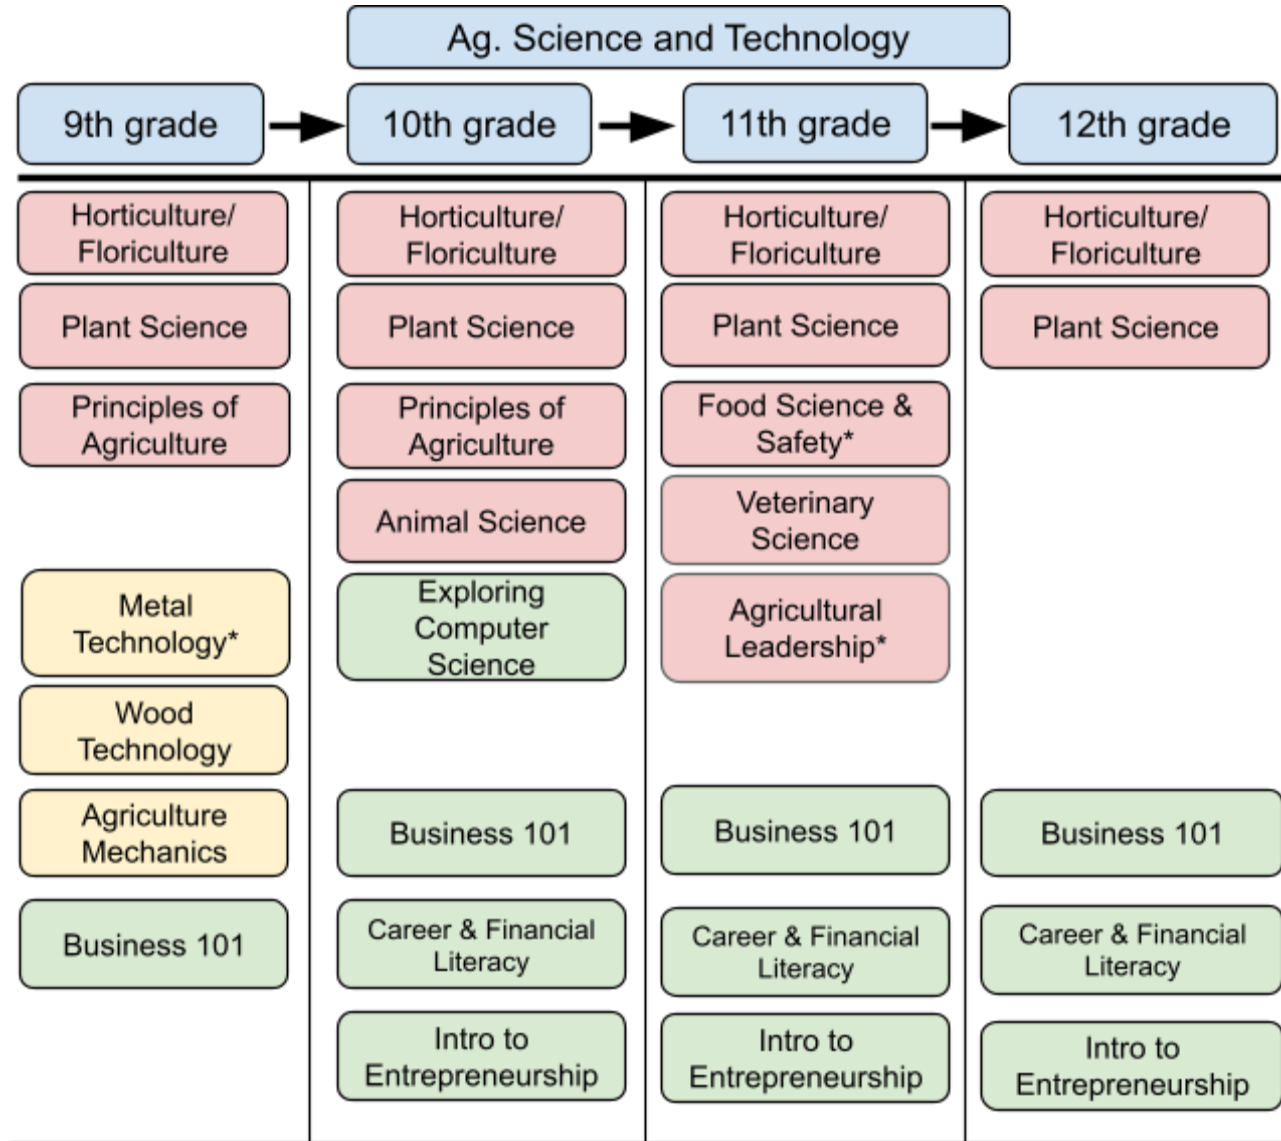 Ag. Science and Technology
9th grade
10th grade
11th grade
12th grade
Horticulture/
Floriculture
Plant Science
Principles of
Agriculture
Metal
Technology*
Wood
Technology
Agriculture
Mechanics
Business 101
Horticulture/
Floriculture
Plant Science
Principles of
Agriculture
Animal Science
Exploring
Computer
Science
Business 101
Career & Financial
Literacy
Intro to
Entrepreneurship
Horticulture/
Floriculture
Plant Science
Food Science &
Safety*
Veterinary
Science
Agricultural
Leadership*
Business 101
Career & Financial
Literacy
Intro to
Entrepreneurship
Horticulture/
Floriculture
Plant Science
Business 101
Career & Financial
Literacy
Intro to
Entrepreneurship